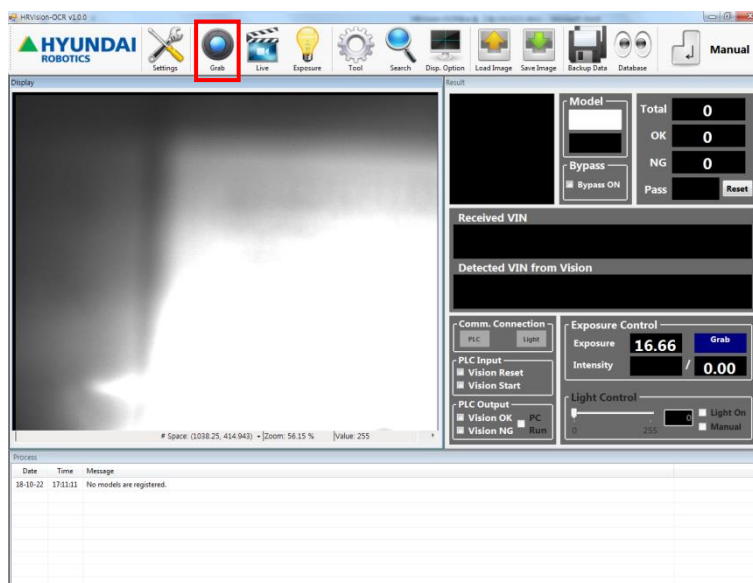 HRVision-OCR v1.0.0
HYUNDAI
ROBOTICS
Settings
Grab
Live
Exposure
Tool
Search
Disp. Option
Load Image
Save Image
Backup Data
Database
Manual
Display
# Space: (1038.25, 414.943)
Zoom: 56.15 %
Value: 255
Result
Model
Bypass
Bypass ON
Total 0
OK 0
NG 0
Pass
Reset
Received VIN
Detected VIN from Vision
Comm. Connection
PLC Light
PLC Input
Vision Reset
Vision Start
PLC Output
Vision OK
Vision NG
PC
Run
Exposure Control
Exposure 16.66 Grab
Intensity / 0.00
Light Control
0 255
0
Light On
Manual
Process
Date Time Message
18-10-22 17:11:11 No models are registered.